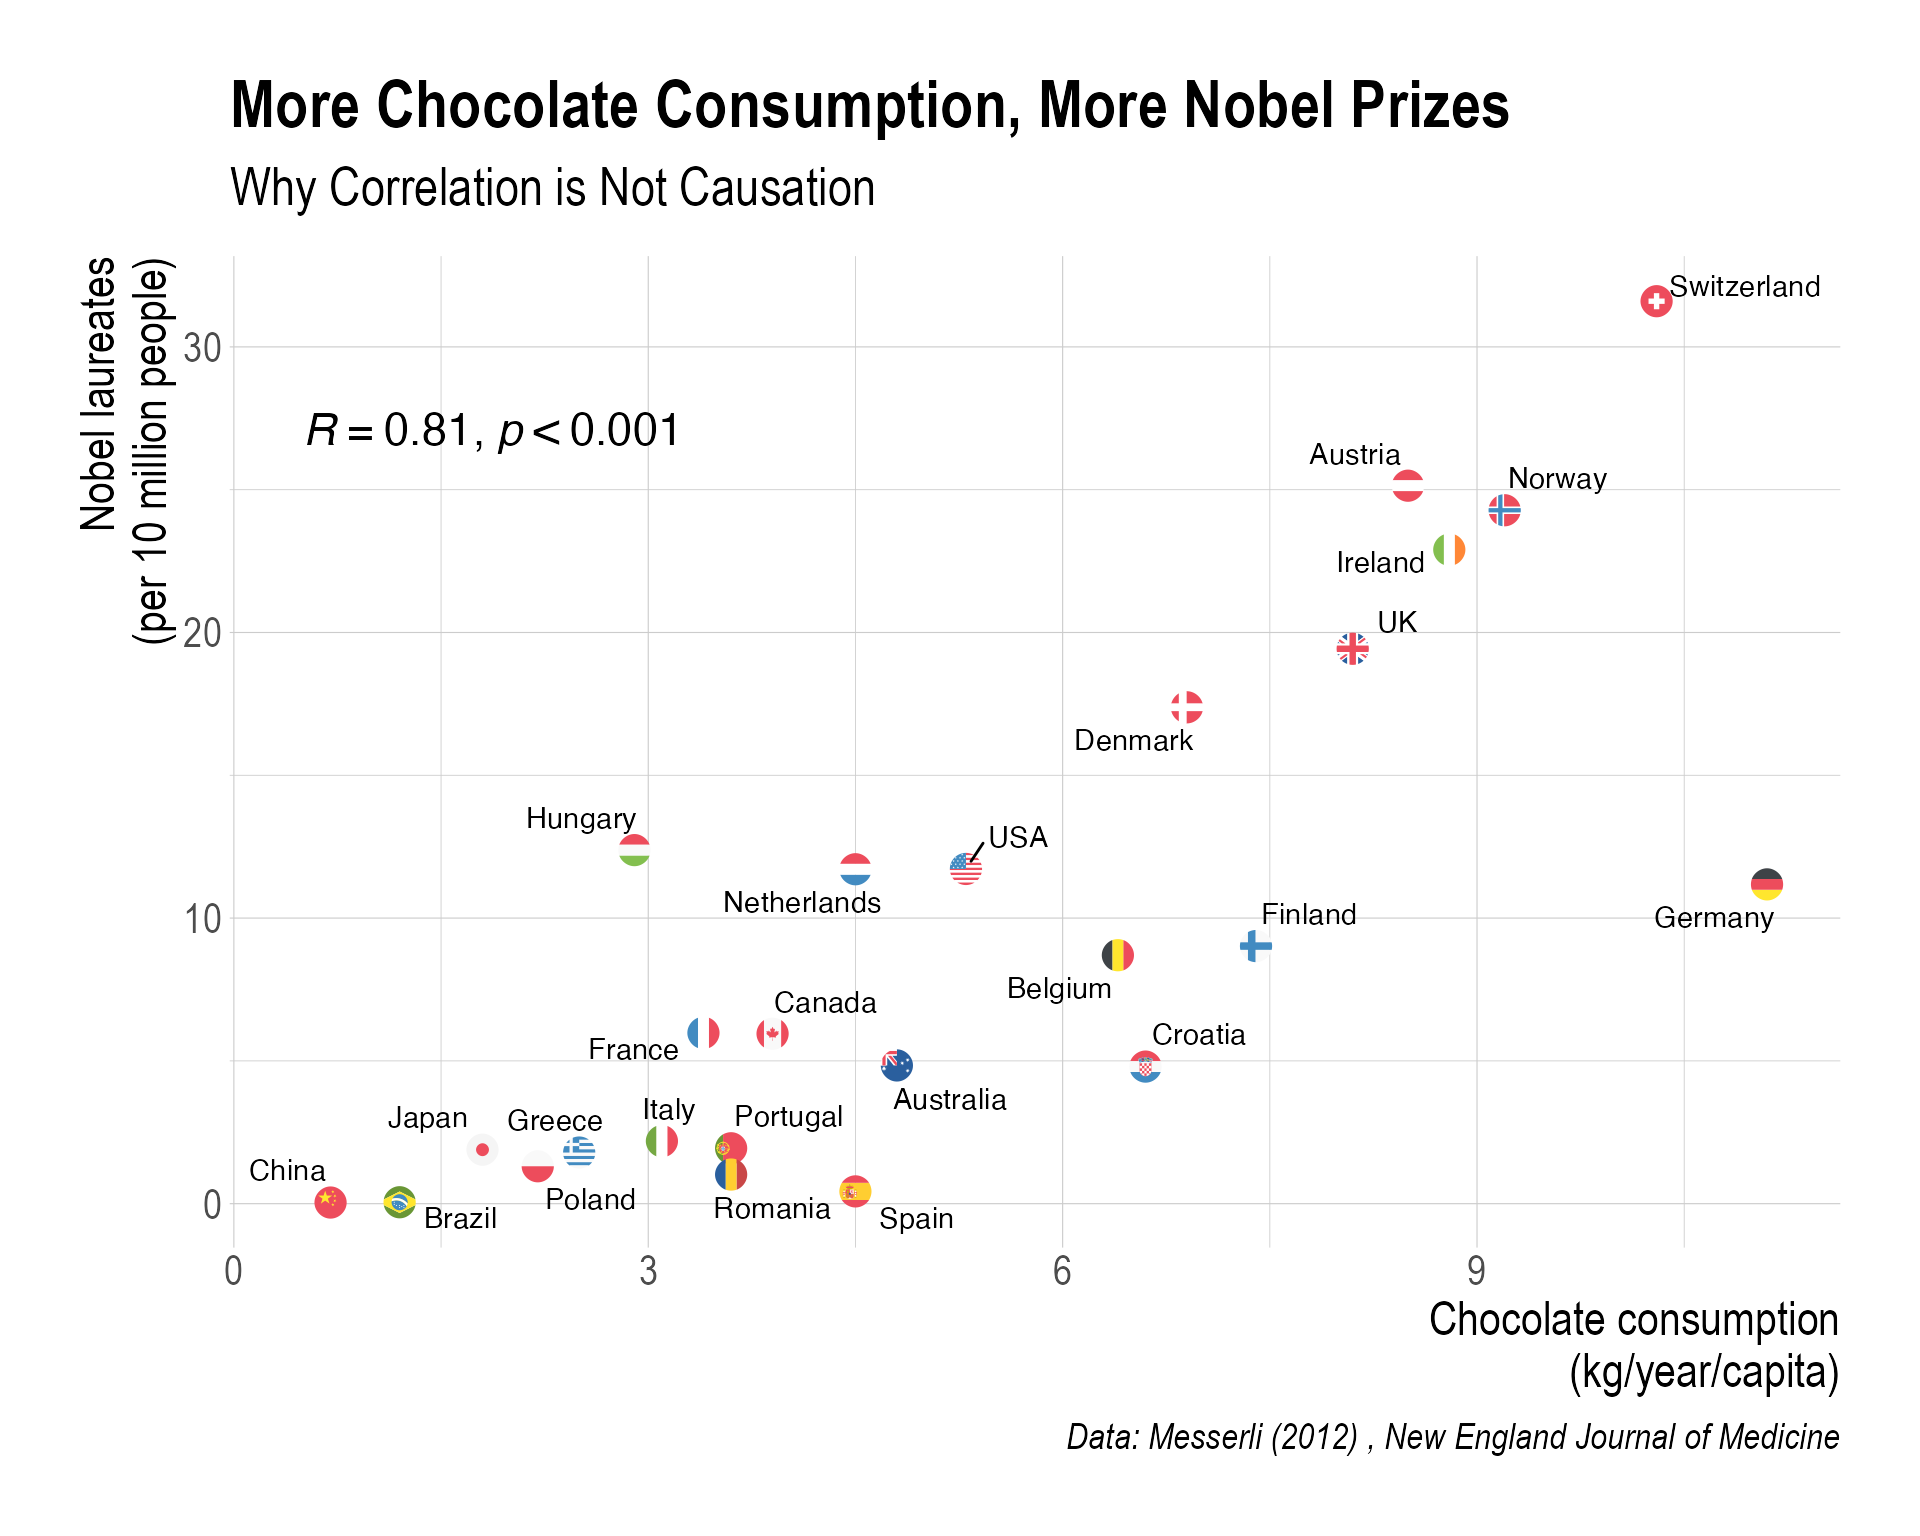 More Chocolate Consumption, More Nobel Prizes
Why Correlation is Not Causation
Nobel laureates
(per 10 million people)
30
20
10
0
R = 0.81, p < 0.001
Switzerland
Austria
Norway
Ireland
UK
Denmark
Hungary
USA
Netherlands
Germany
Finland
Belgium
Canada
France
Croatia
Australia
Japan
Greece
Italy
Portugal
China
Poland
Romania
Brazil
Spain
0
3
6
9
Chocolate consumption
(kg/year/capita)
Data: Messerli (2012) , New England Journal of Medicine